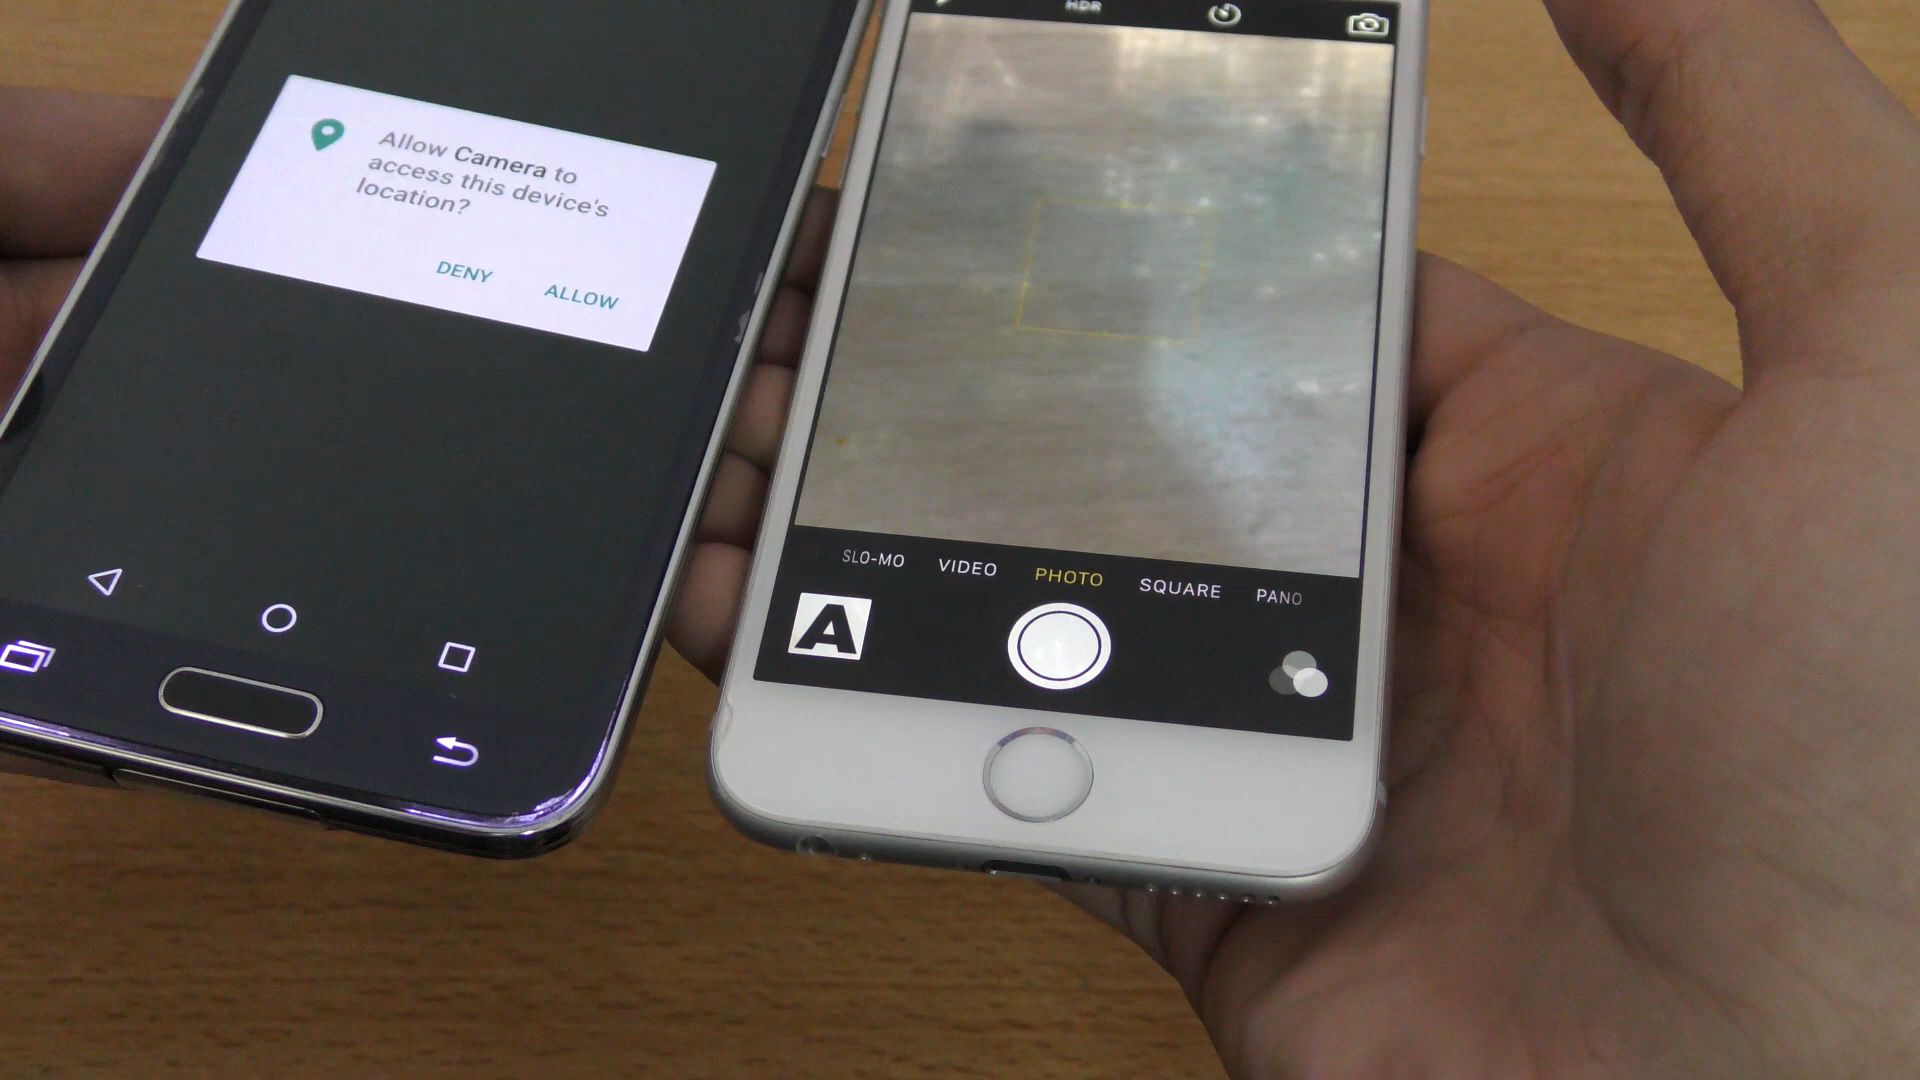 Allow Camera to
access this device's
location?
DENY ALLOW
HDR
SLO-MO VIDEO PHOTO SQUARE PANO
A